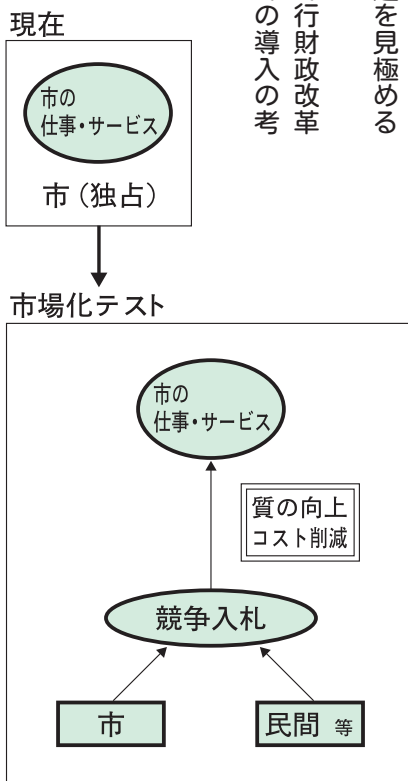 を見極める
行財政改革
の導入の考
現在
市の
仕事・サービス
市(独占)
市場化テスト
市の
仕事・サービス
質の向上
コスト削減
競争入札
市
民間 等